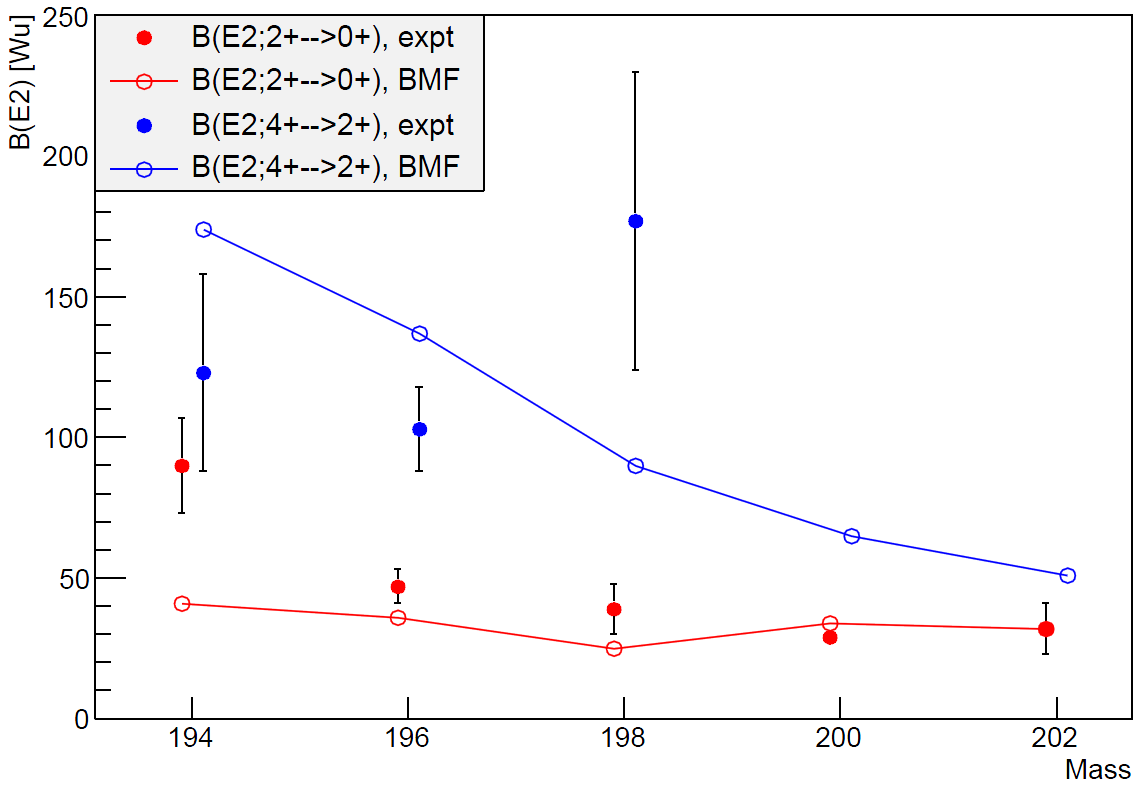 B(E2) [Wu]
250
200
150
100
50
0
B(E2;2+-->0+), expt
B(E2;2+-->0+), BMF
B(E2;4+-->2+), expt
B(E2;4+-->2+), BMF
194 196 198 200 202
Mass